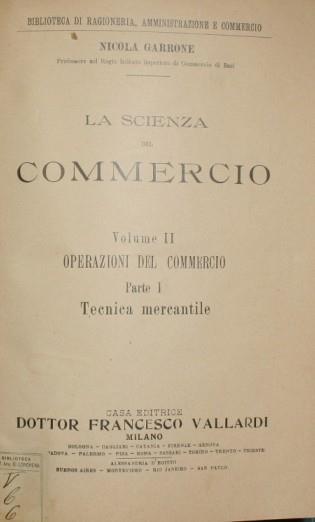 BIBLIOTECA DI RAGIONERIA, AMMINISTRAZIONE E COMMERCIO
NICOLA GARRONE
Professore nel Regio Istituto Superiore di Commercio di Bari
LA SCIENZA
DEL
COMMERCIO
Volume II
OPERAZIONI DEL COMMERCIO
Parte I
Tecnica mercantile
CASA EDITRICE
DOTTOR FRANCESCO VALLARDI
MILANO
BOLOGNA - CAGLIARI - CATANIA - FIRENZE - GENOVA
PADOVA - PALERMO - PISA - ROMA - SASSARI - TORINO - TRENTO - TRIESTE
ALESSANDRIA D'EGITTO
BUENOS AIRES - MONTEVIDEO - RIO JANEIRO - SAN PAULO
BIBLIOTECA